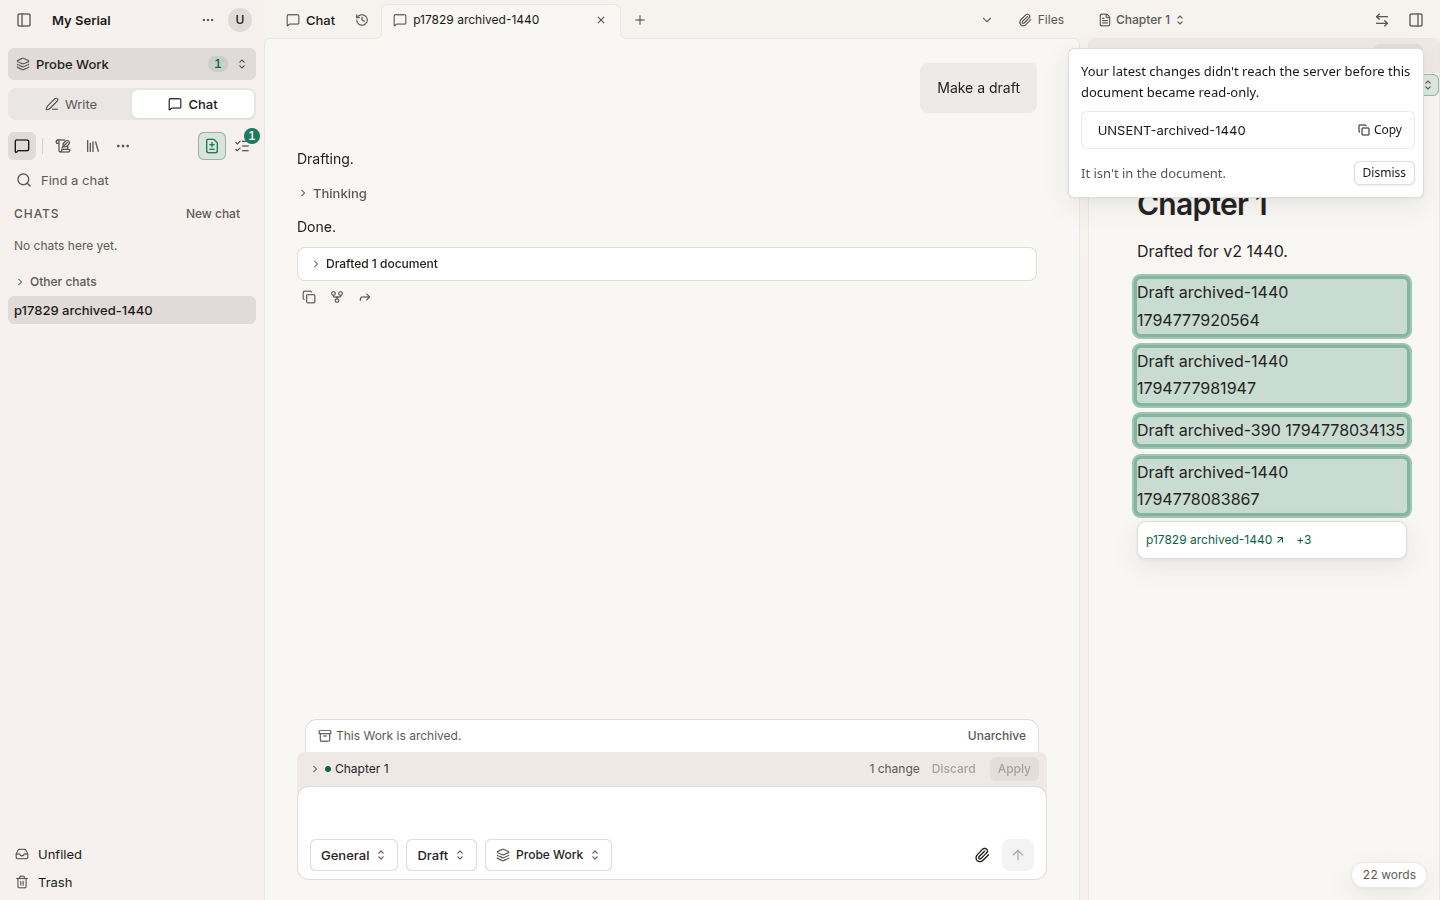 My Serial
U
Chat
p17829 archived-1440
Files
Chapter 1
Probe Work
1
Write
Chat
1
Find a chat
CHATS
New chat
No chats here yet.
Other chats
p17829 archived-1440
Unfiled
Trash
Make a draft
Drafting.
Thinking
Done.
Drafted 1 document
This Work is archived.
Unarchive
Chapter 1
1 change
Discard
Apply
General
Draft
Probe Work
Your latest changes didn't reach the server before this
document became read-only.
UNSENT-archived-1440
Copy
It isn't in the document.
Dismiss
Chapter 1
Drafted for v2 1440.
Draft archived-1440
1794777920564
Draft archived-1440
1794777981947
Draft archived-390 1794778034135
Draft archived-1440
1794778083867
p17829 archived-1440
+3
22 words